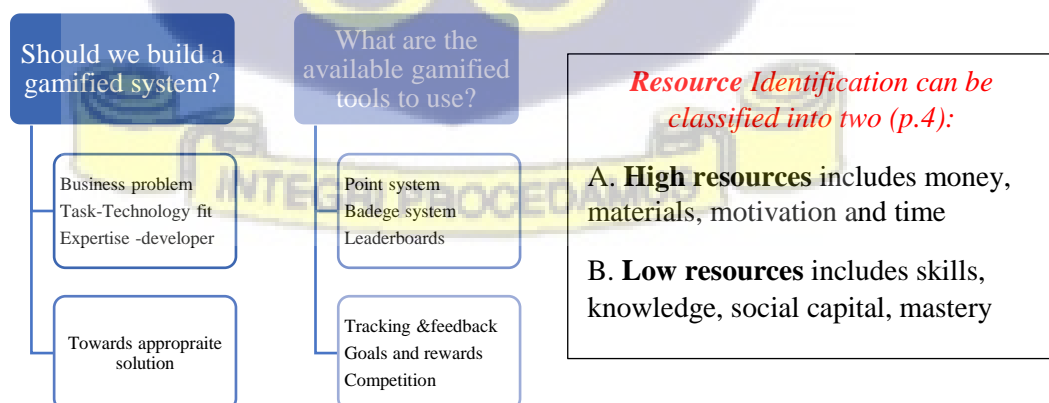 Should we build a
gamified system?
Business problem
Task-Technology fit
Expertise -developer
Towards appropraite
solution
What are the
available gamified
tools to use?
Point system
Badege system
Leaderboards
Tracking &feedback
Goals and rewards
Competition
Resource Identification can be
classified into two (p.4):
A. High resources includes money,
materials, motivation and time
B. Low resources includes skills,
knowledge, social capital, mastery
INTEGRI PROCEDAMUS